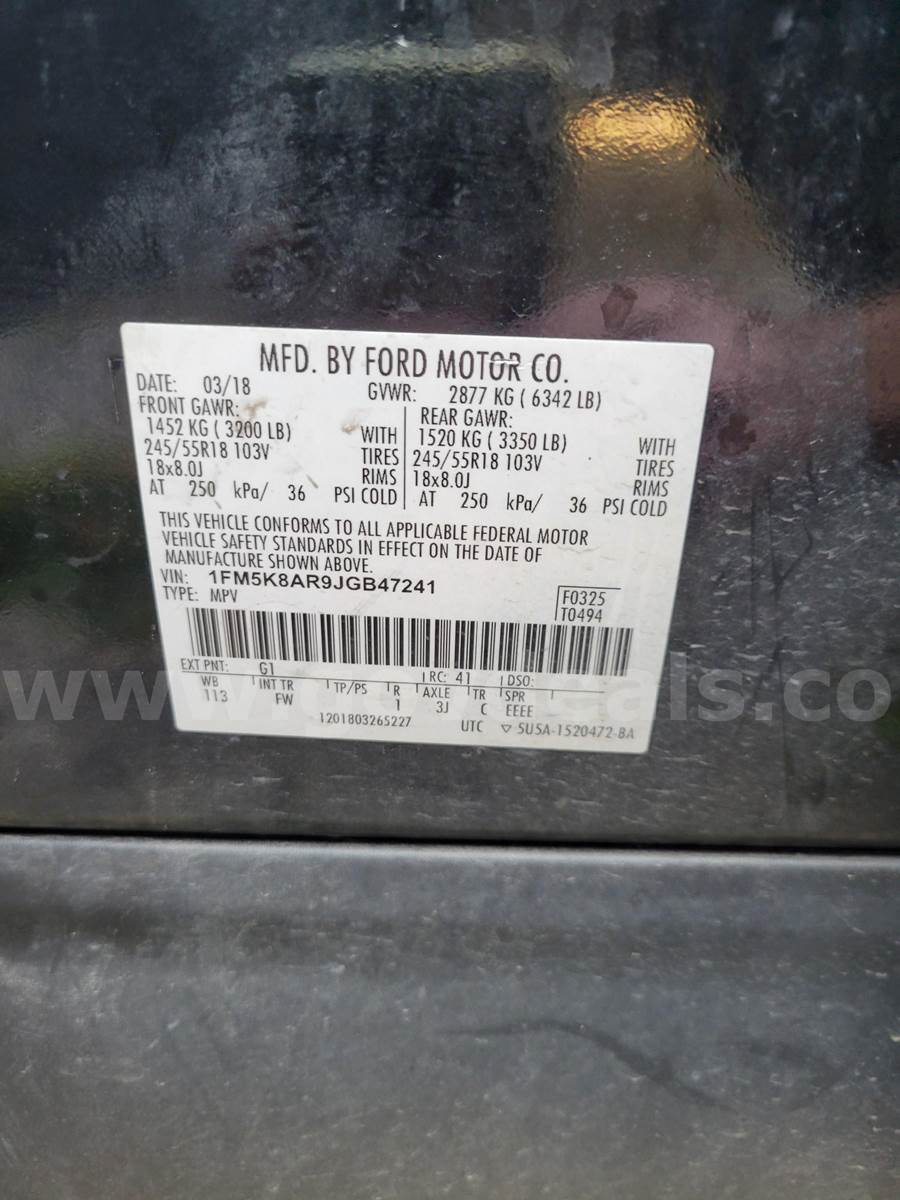 MFD. BY FORD MOTOR CO.
DATE: 03/18 GVWR: 2877 KG ( 6342 LB)
FRONT GAWR: REAR GAWR:
1452 KG ( 3200 LB) WITH 1520 KG ( 3350 LB) WITH
245/55R18 103V TIRES 245/55R18 103V TIRES
18x8.0J RIMS 18x8.0J RIMS
AT 250 kPa/ 36 PSI COLD AT 250 kPa/ 36 PSI COLD
THIS VEHICLE CONFORMS TO ALL APPLICABLE FEDERAL MOTOR
VEHICLE SAFETY STANDARDS IN EFFECT ON THE DATE OF
MANUFACTURE SHOWN ABOVE.
VIN: 1FM5K8AR9JGB47241
TYPE: MPV
F0325
T0494
EXT PNT: G1 RC: 41 DSO:
WB INT TR TP/PS R AXLE TR SPR
113 FW 1 3J C EEEE
1201803265227 UTC ▽ 5U5A-1520472-BA